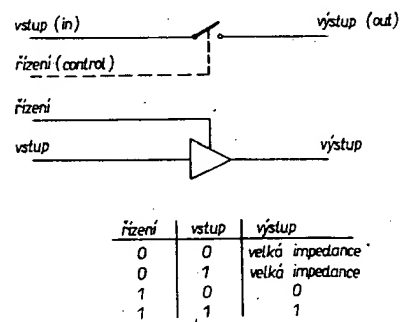 vstup (in) výstup (out)
řízení (control)
řízení
vstup výstup
řízení vstup výstup
0 0 velká impedance
0 1 velká impedance
1 0 0
1 1 1